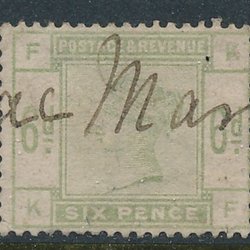 F POSTAGE & REVENUE K
6D 6D
K SIX PENCE F